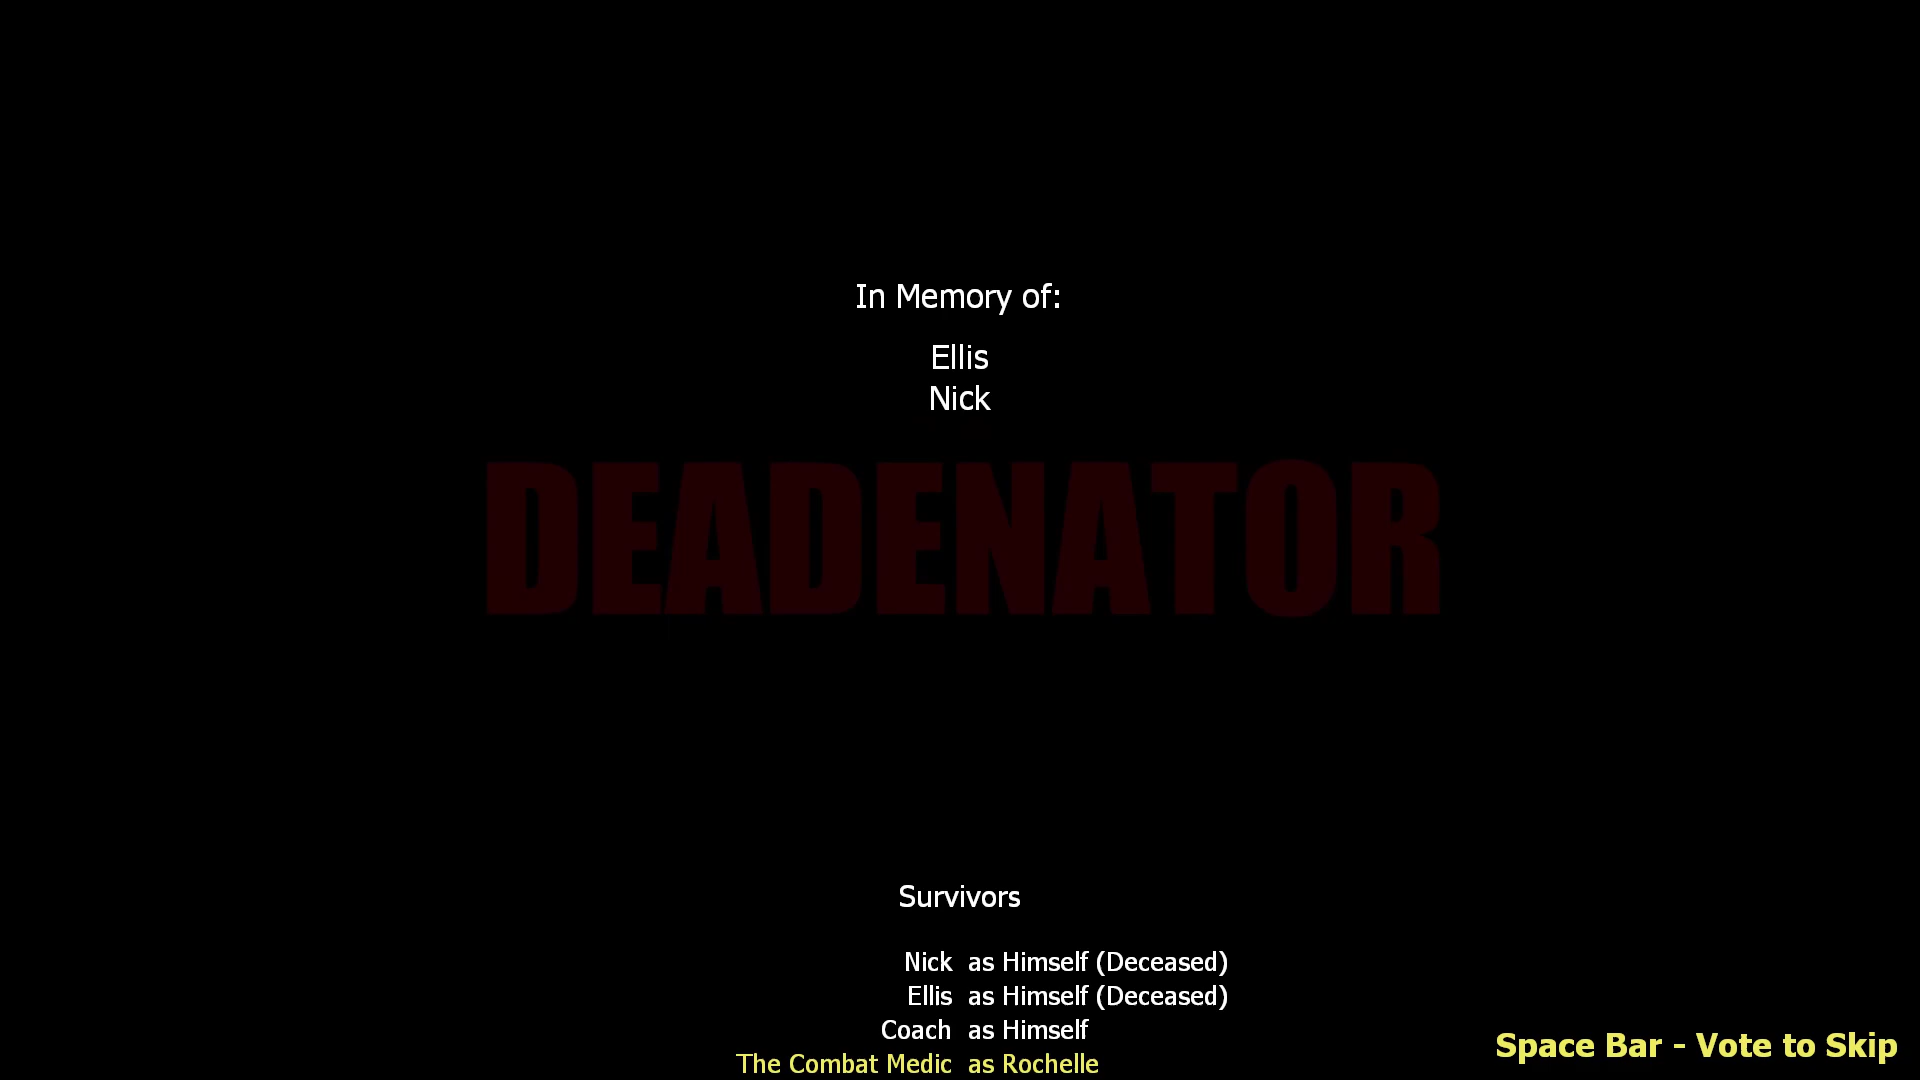 In Memory of:
Ellis
Nick
DEADENATOR
Survivors
Nick as Himself (Deceased)
Ellis as Himself (Deceased)
Coach as Himself
The Combat Medic as Rochelle
Space Bar - Vote to Skip